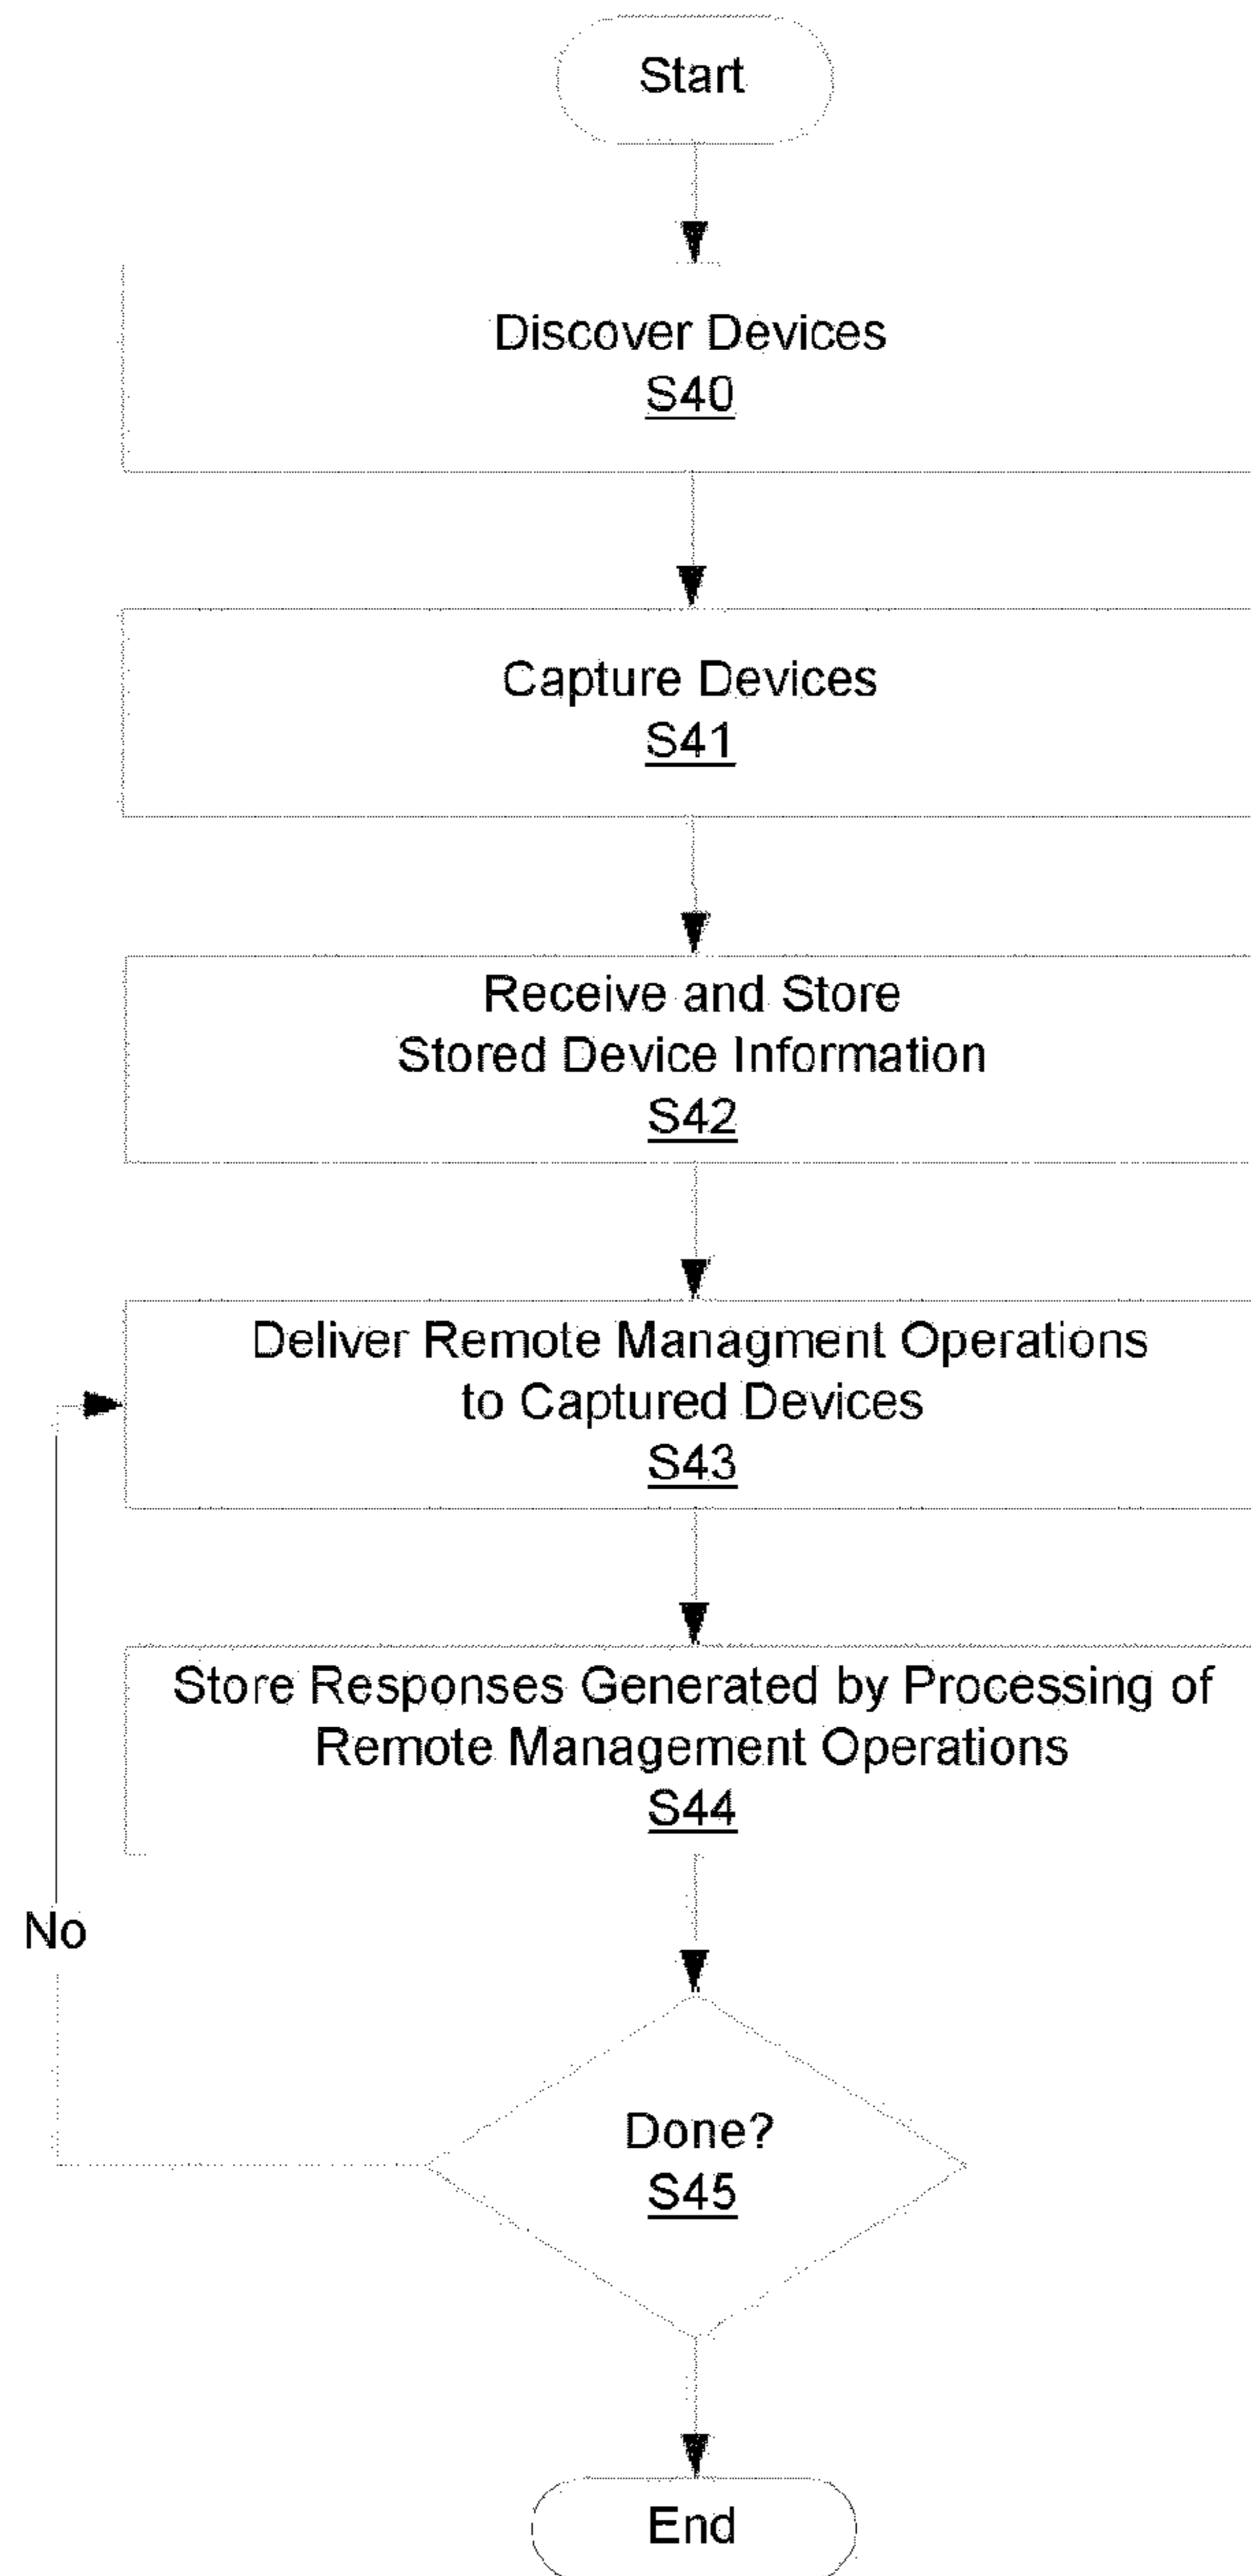 Start
Discover Devices
S40
Capture Devices
S41
Receive and Store
Stored Device Information
S42
Deliver Remote Managment Operations
to Captured Devices
S43
Store Responses Generated by Processing of
Remote Management Operations
S44
No
Done?
S45
End